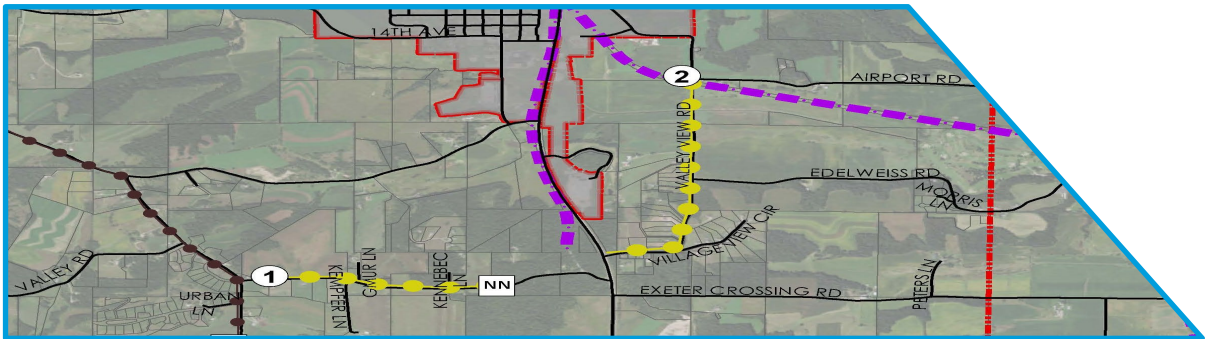 14TH AVE
2
AIRPORT RD
VALLEY VIEW RD
EDELWEISS RD
MORRIS
LN
VILLAGE VIEW CIR
VALLEY RD
1
GMUR LN
KEMPFER LN
KENNEBEC
LN
NN
URBAN
LN
EXETER CROSSING RD
PETERS LN